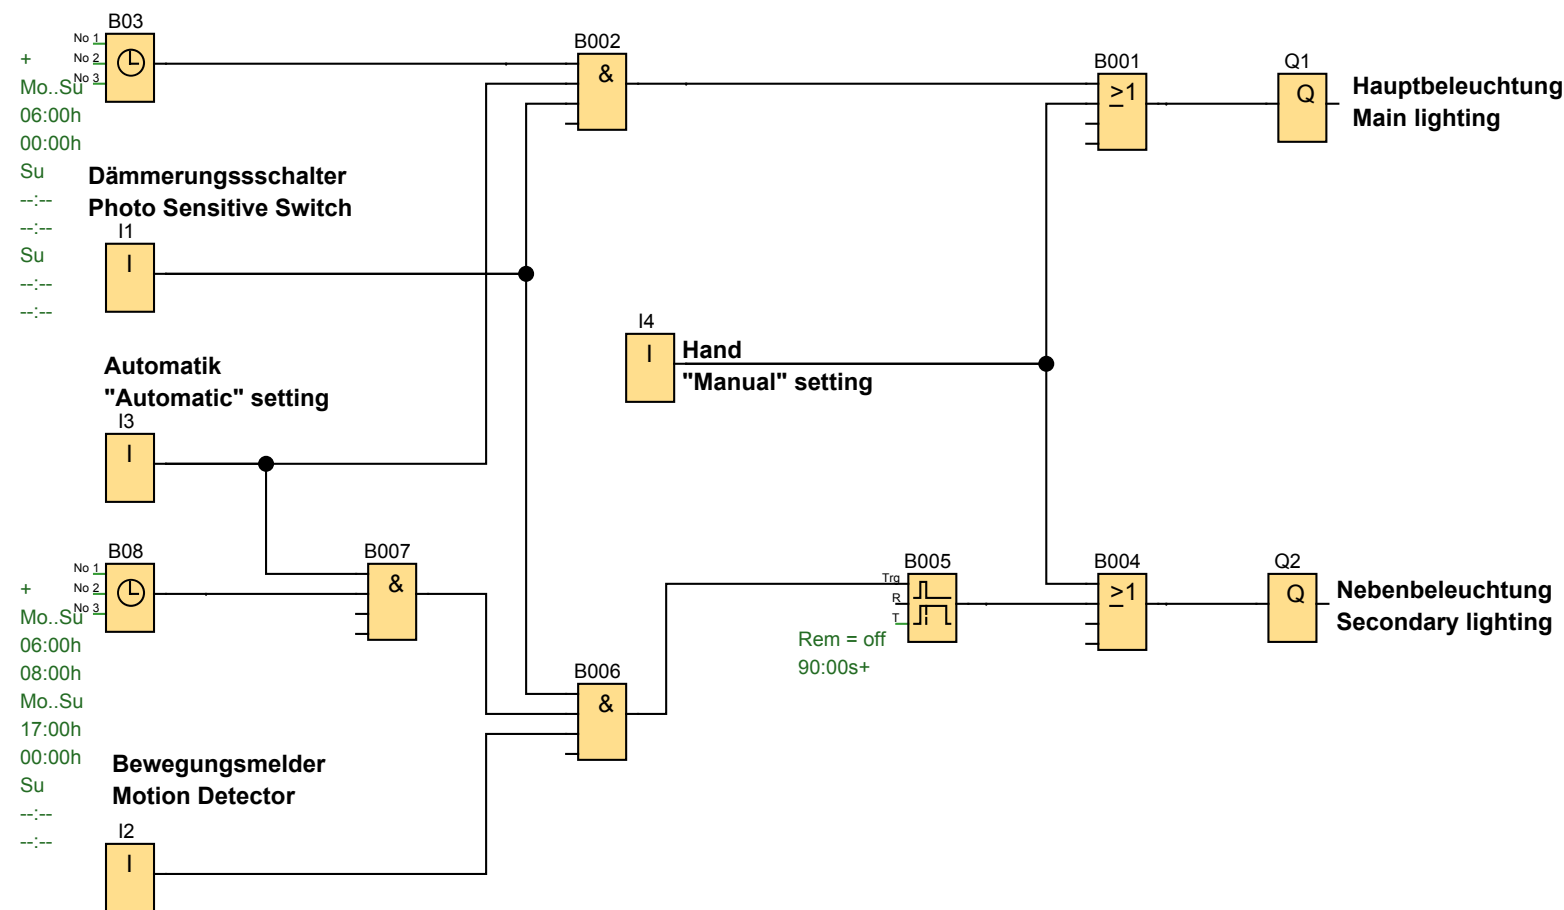 B03
No 1
No 2
No 3
+
Mo..Su
06:00h
00:00h
Su
--:--
--:--
Su
--:--
--:--
B002
&
B001
>1
Q1
Q
Hauptbeleuchtung
Main lighting
Dämmerungssschalter
Photo Sensitive Switch
I1
I
I4
I
Hand
"Manual" setting
Automatik
"Automatic" setting
I3
I
B08
No 1
No 2
No 3
+
Mo..Su
06:00h
08:00h
Mo..Su
17:00h
00:00h
Su
--:--
--:--
B007
&
B006
&
B005
Trg
R
T
Rem = off
90:00s+
B004
>1
Q2
Q
Nebenbeleuchtung
Secondary lighting
Bewegungsmelder
Motion Detector
I2
I